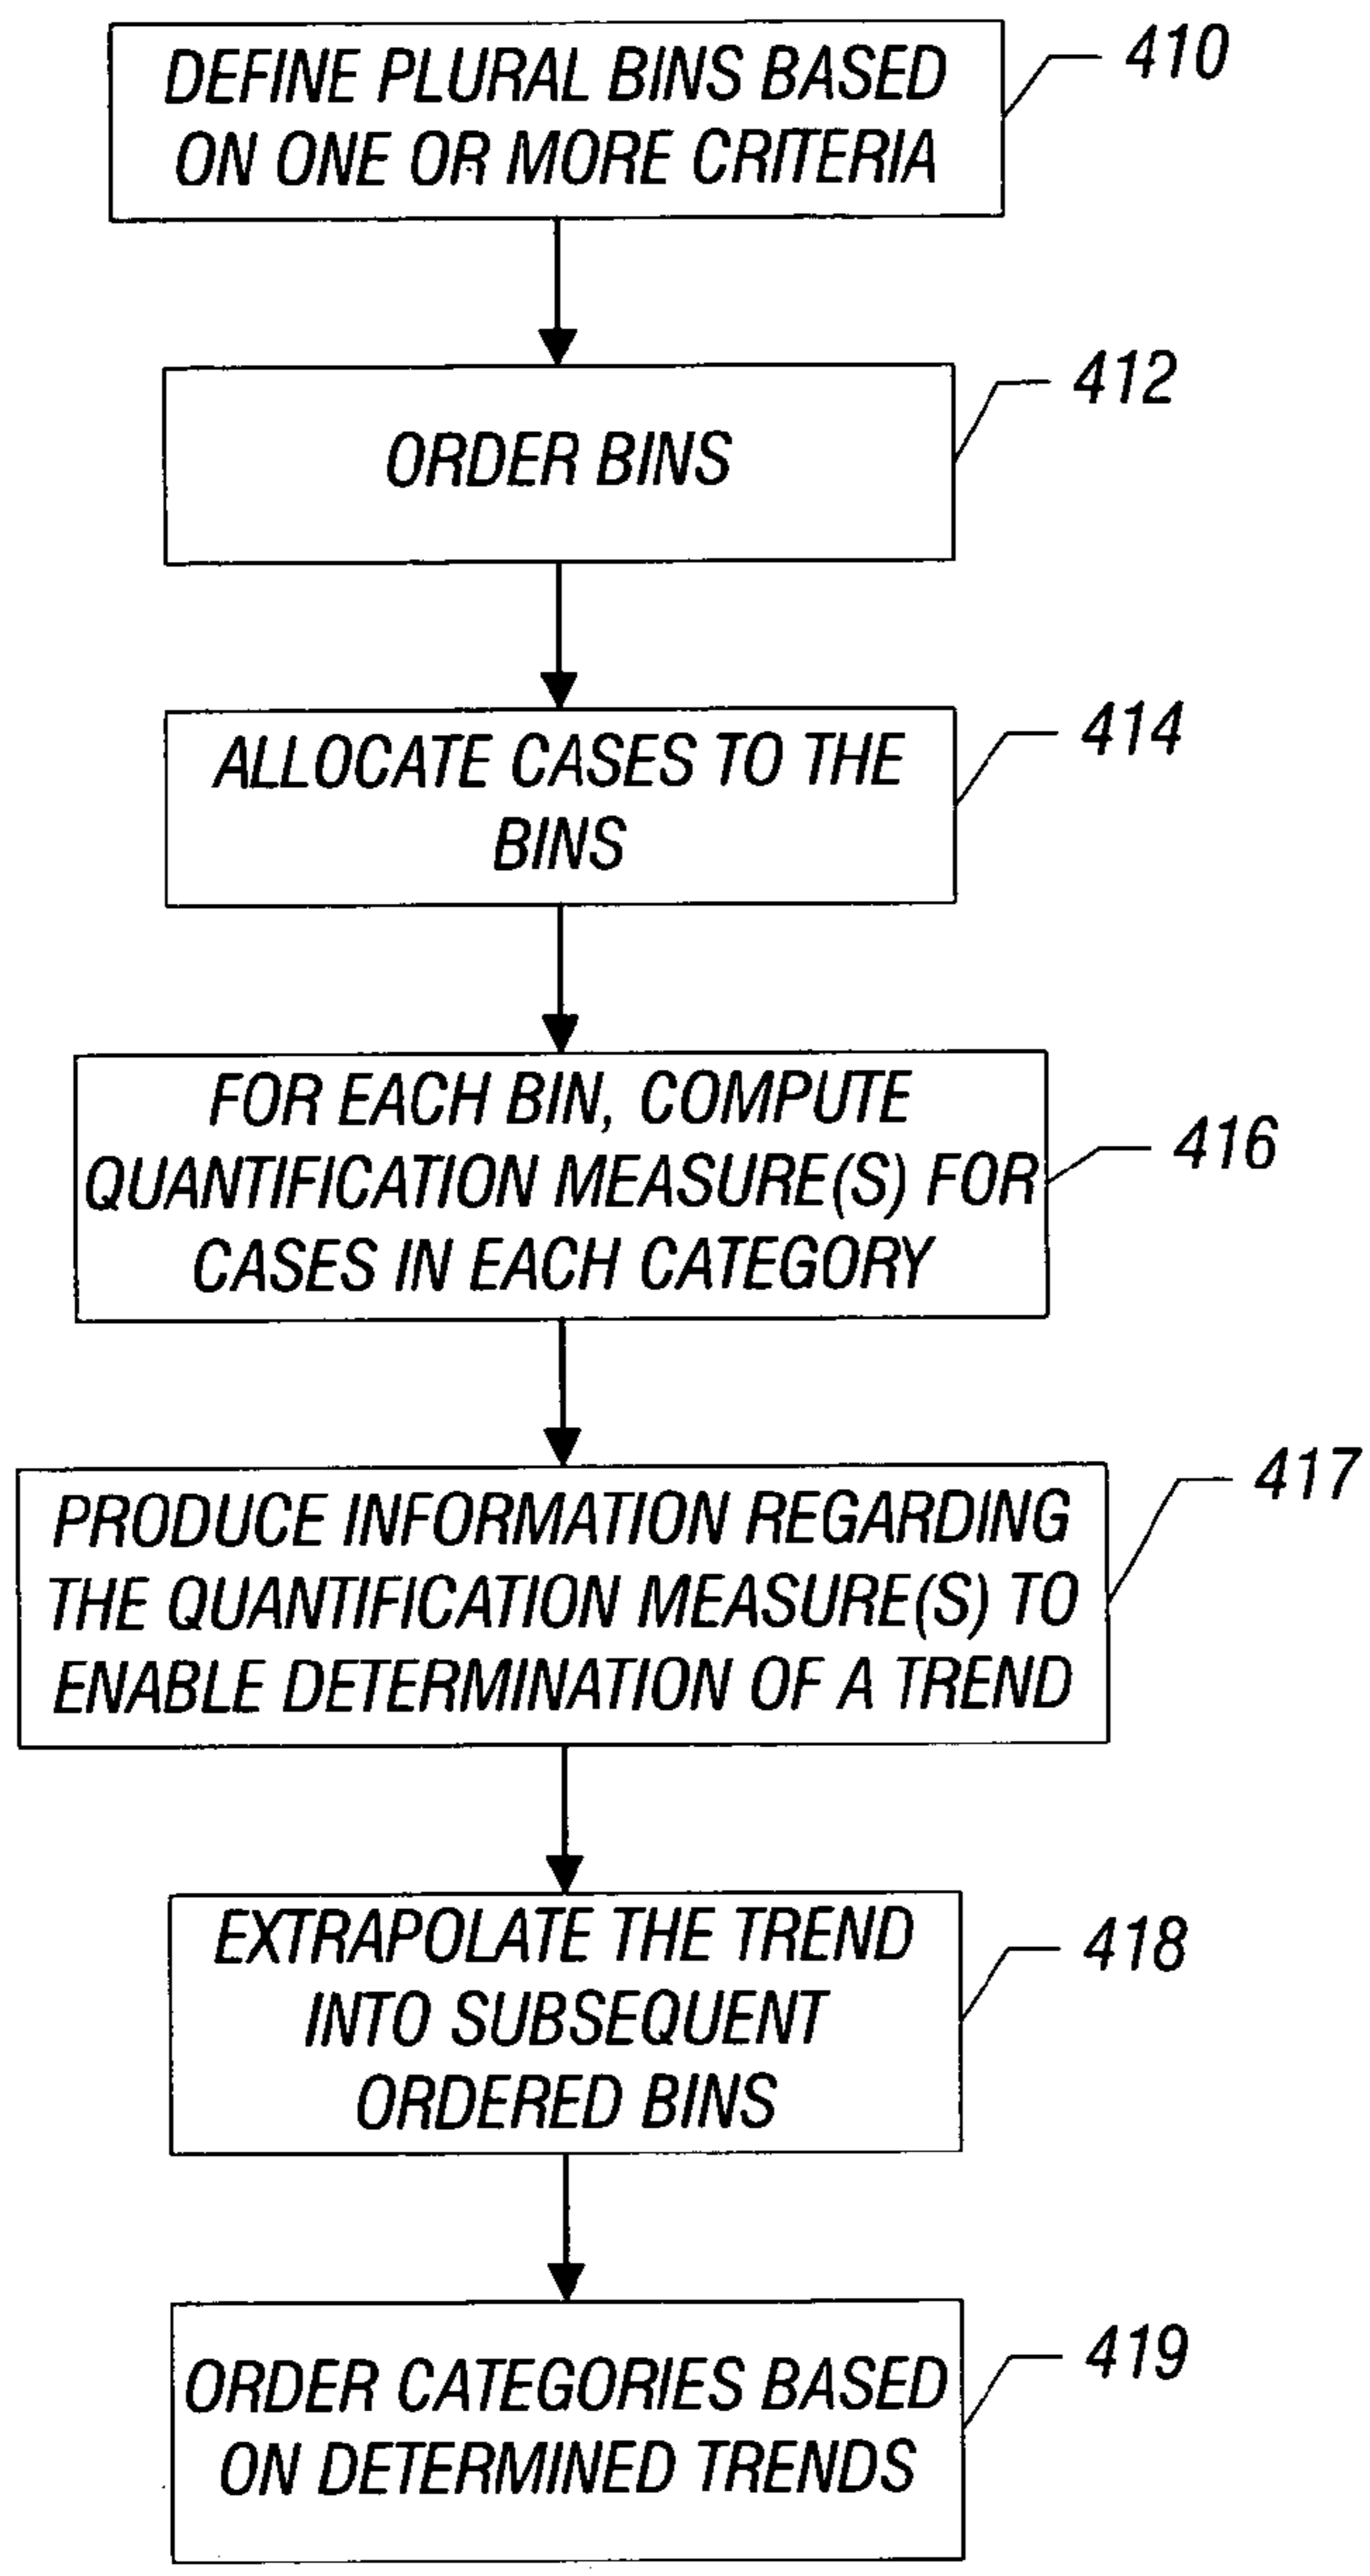 DEFINE PLURAL BINS BASED
ON ONE OR MORE CRITERIA
410
ORDER BINS
412
ALLOCATE CASES TO THE
BINS
414
FOR EACH BIN, COMPUTE
QUANTIFICATION MEASURE(S) FOR
CASES IN EACH CATEGORY
416
PRODUCE INFORMATION REGARDING
THE QUANTIFICATION MEASURE(S) TO
ENABLE DETERMINATION OF A TREND
417
EXTRAPOLATE THE TREND
INTO SUBSEQUENT
ORDERED BINS
418
ORDER CATEGORIES BASED
ON DETERMINED TRENDS
419